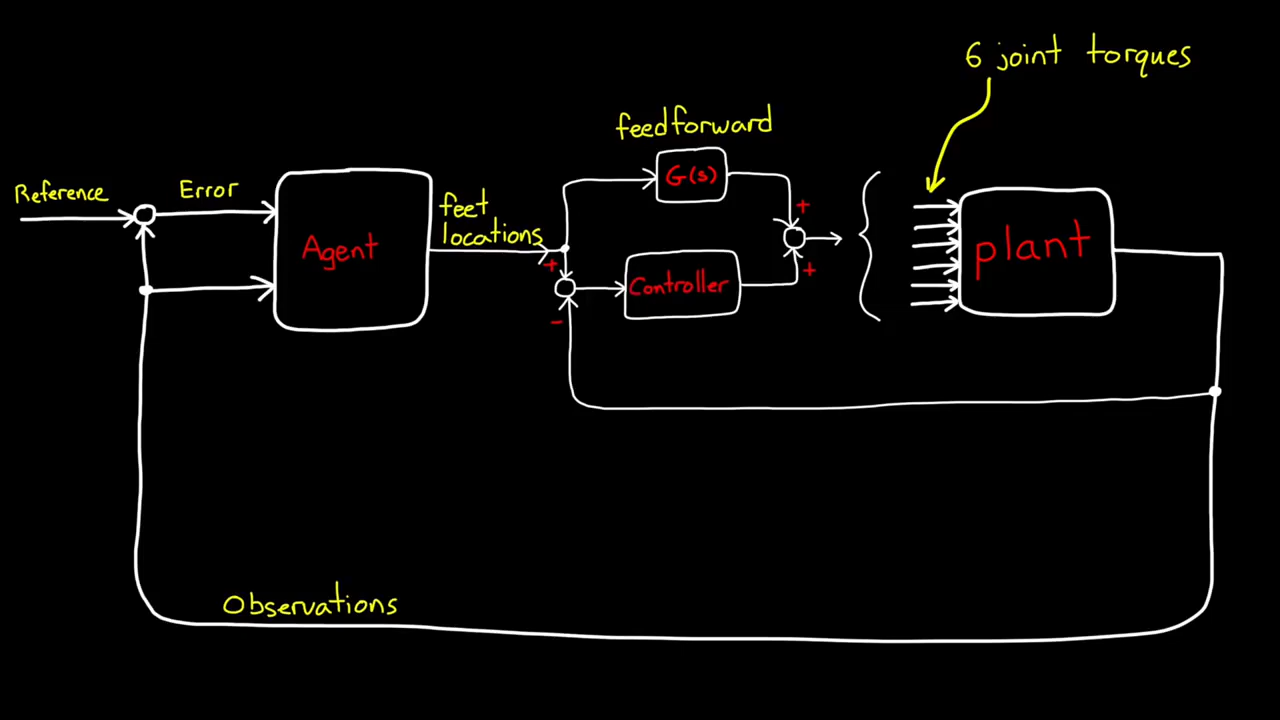 6 joint torques
feedforward
G(s)
Reference
Error
feet
locations
Agent
+
+
+
-
Controller
plant
Observations